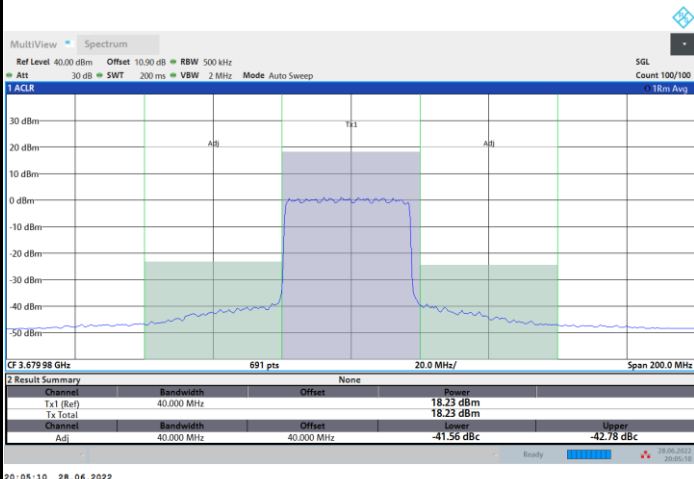 MultiView Spectrum
Ref Level 40.00 dBm Offset 10.90 dB RBW 500 kHz SGL
Att 30 dB SWT 200 ms VBW 2 MHz Mode Auto Sweep Count 100/100
1 ACLR 1Rm Avg
Tx1
Adj Adj
30 dBm
20 dBm
10 dBm
0 dBm
-10 dBm
-20 dBm
-30 dBm
-40 dBm
-50 dBm
CF 3.679 98 GHz 691 pts 20.0 MHz/ Span 200.0 MHz
2 Result Summary None
Channel Bandwidth Offset Power
Tx1 (Ref) 40.000 MHz 18.23 dBm
Tx Total 18.23 dBm
Channel Bandwidth Offset Lower Upper
Adj 40.000 MHz 40.000 MHz -41.56 dBc -42.78 dBc
Ready 28.06.2022
20:05:10
20:05:10 28.06.2022